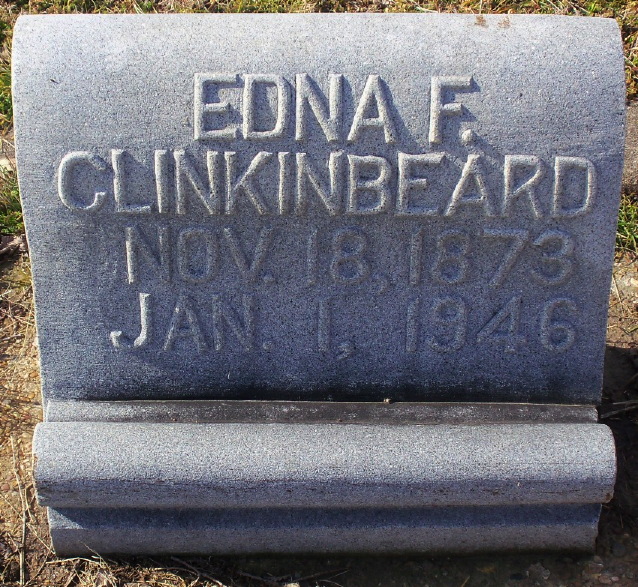 EDNA F.
CLINKINBEARD
NOV. 18, 1873
JAN. 1, 1946